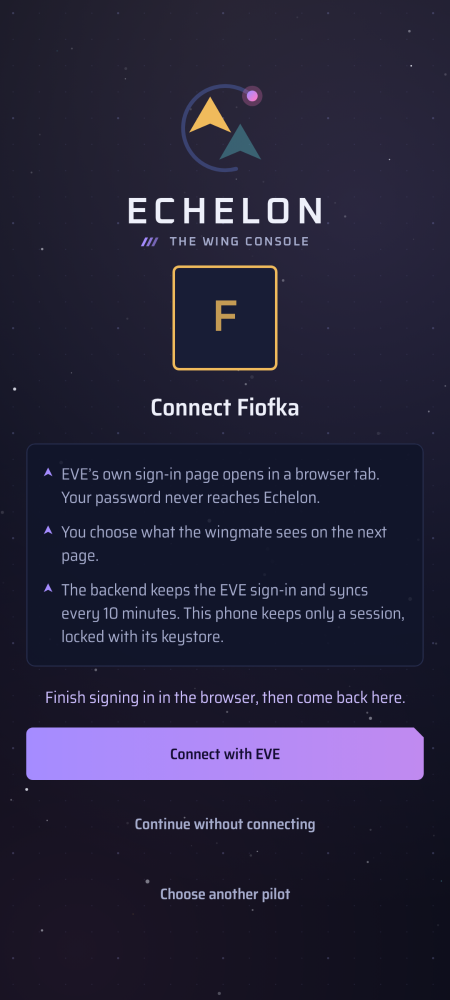 ECHELON
THE WING CONSOLE
F
Connect Fiofka
EVE's own sign-in page opens in a browser tab.
Your password never reaches Echelon.
You choose what the wingmate sees on the next
page.
The backend keeps the EVE sign-in and syncs
every 10 minutes. This phone keeps only a session,
locked with its keystore.
Finish signing in in the browser, then come back here.
Connect with EVE
Continue without connecting
Choose another pilot